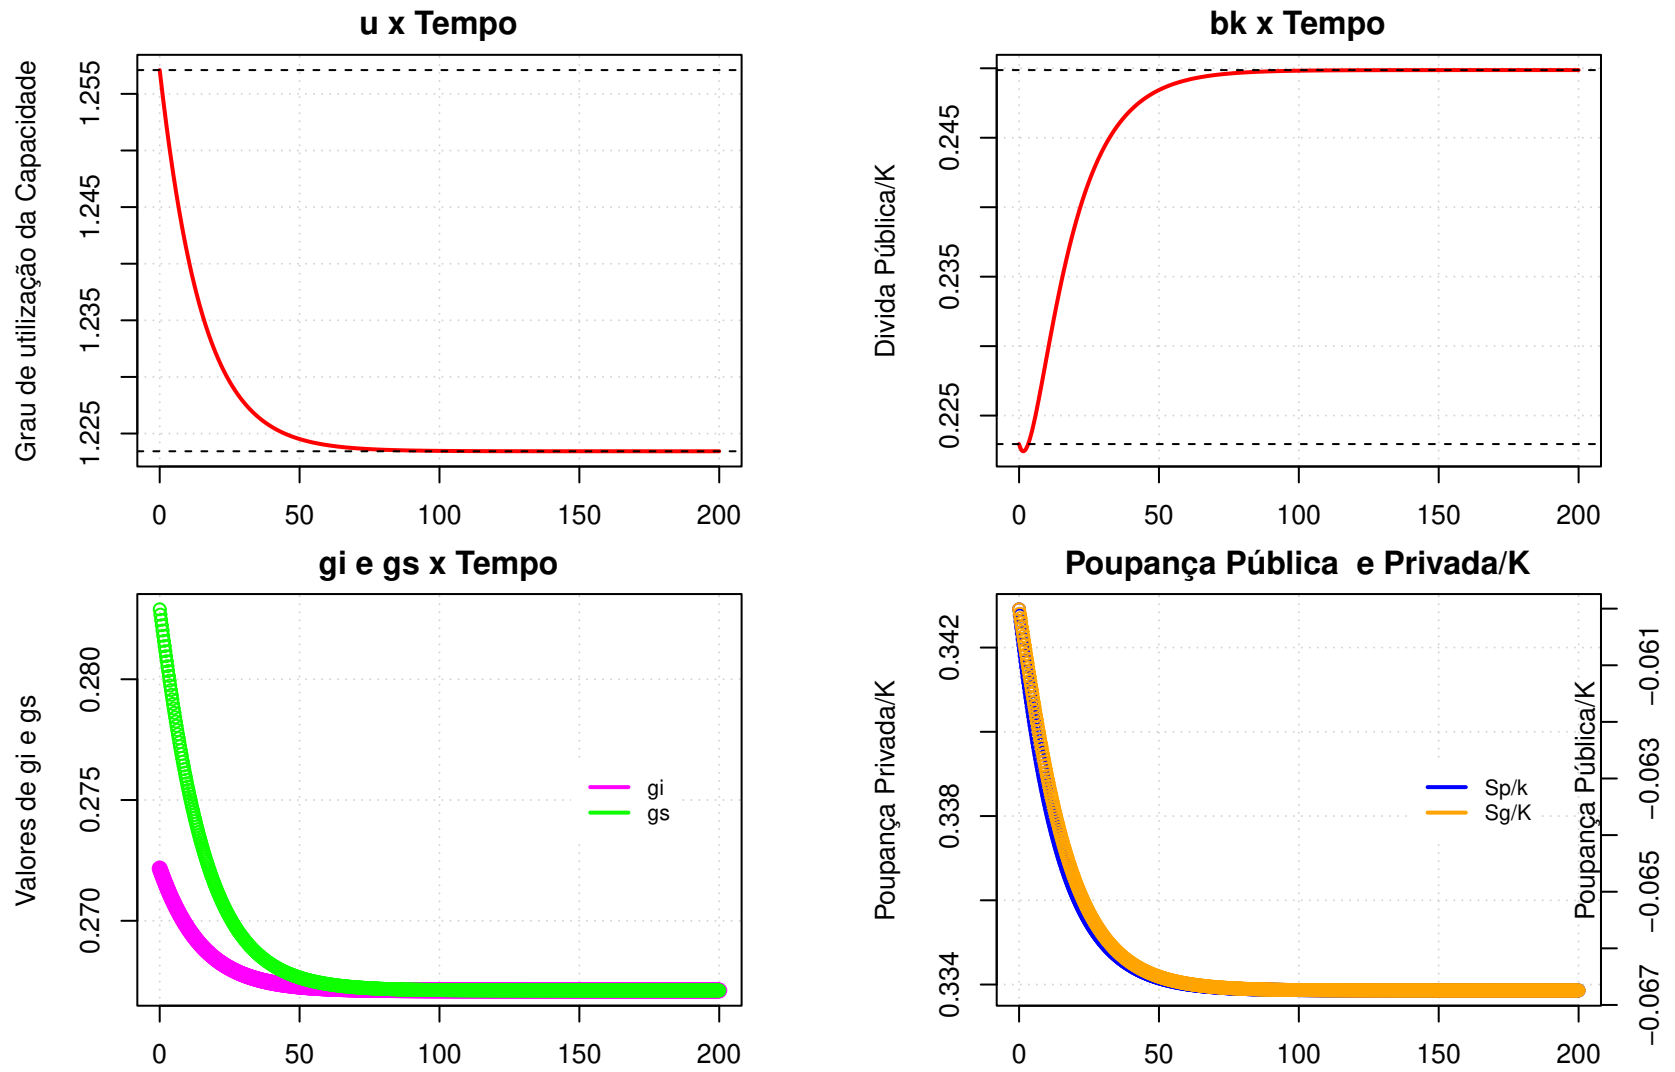 u x Tempo
Grau de utilização da Capacidade
1.255
1.245
1.235
1.225
0 50 100 150 200
bk x Tempo
Divida Pública/K
0.245
0.235
0.225
0 50 100 150 200
gi e gs x Tempo
Valores de gi e gs
0.280
0.275
0.270
gi
gs
0 50 100 150 200
Poupança Pública e Privada/K
Poupança Privada/K
0.342
0.338
0.334
Sp/k
Sg/K
Poupança Pública/K
−0.061
−0.063
−0.065
−0.067
0 50 100 150 200